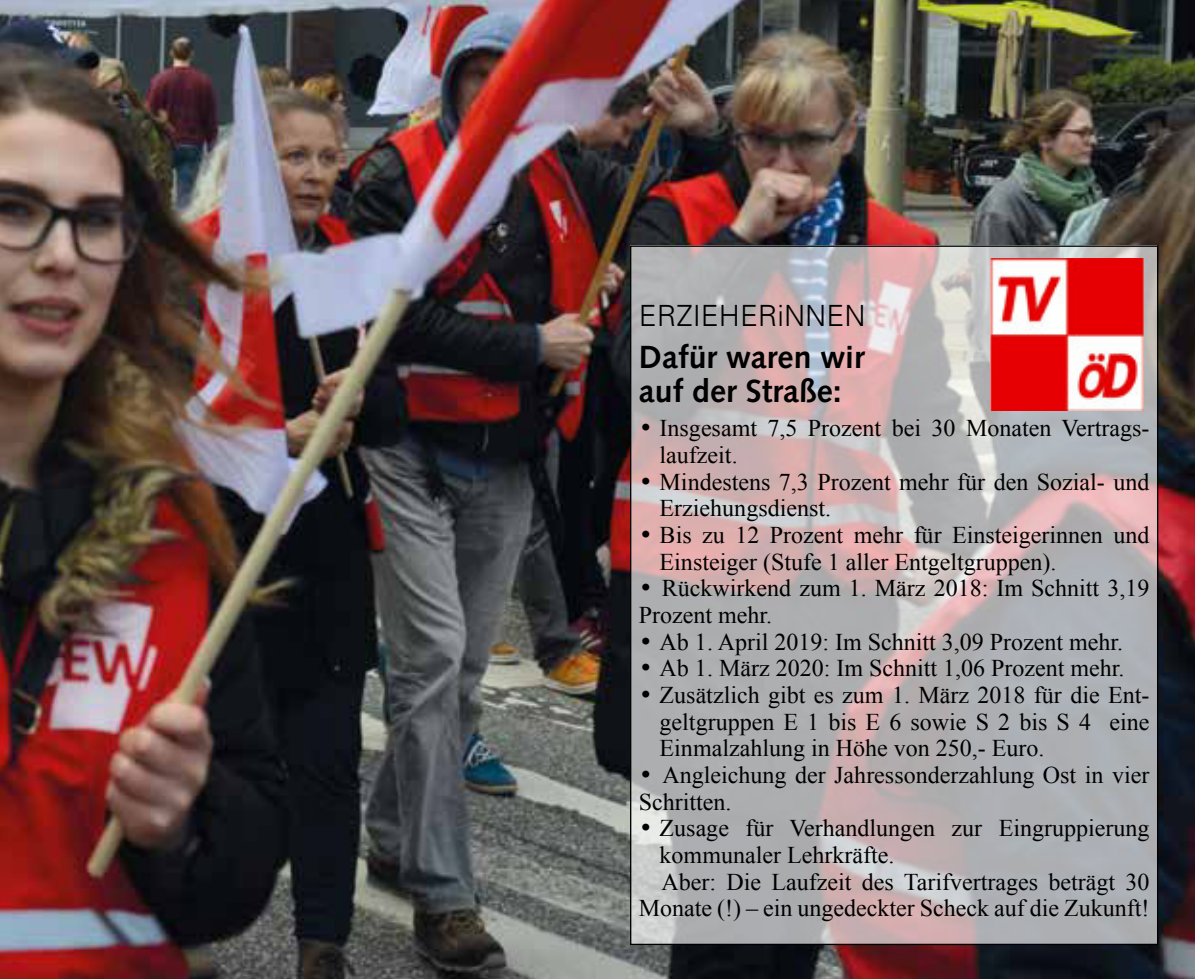 ERZIEHERiNNEN
Dafür waren wir
auf der Straße:
TV
öD
• Insgesamt 7,5 Prozent bei 30 Monaten Vertrags-
laufzeit.
• Mindestens 7,3 Prozent mehr für den Sozial- und
Erziehungsdienst.
• Bis zu 12 Prozent mehr für Einsteigerinnen und
Einsteiger (Stufe 1 aller Entgeltgruppen).
• Rückwirkend zum 1. März 2018: Im Schnitt 3,19
Prozent mehr.
• Ab 1. April 2019: Im Schnitt 3,09 Prozent mehr.
• Ab 1. März 2020: Im Schnitt 1,06 Prozent mehr.
• Zusätzlich gibt es zum 1. März 2018 für die Ent-
geltgruppen E 1 bis E 6 sowie S 2 bis S 4 eine
Einmalzahlung in Höhe von 250,- Euro.
• Angleichung der Jahressonderzahlung Ost in vier
Schritten.
• Zusage für Verhandlungen zur Eingruppierung
kommunaler Lehrkräfte.
Aber: Die Laufzeit des Tarifvertrages beträgt 30
Monate (!) – ein ungedeckter Scheck auf die Zukunft!
EW